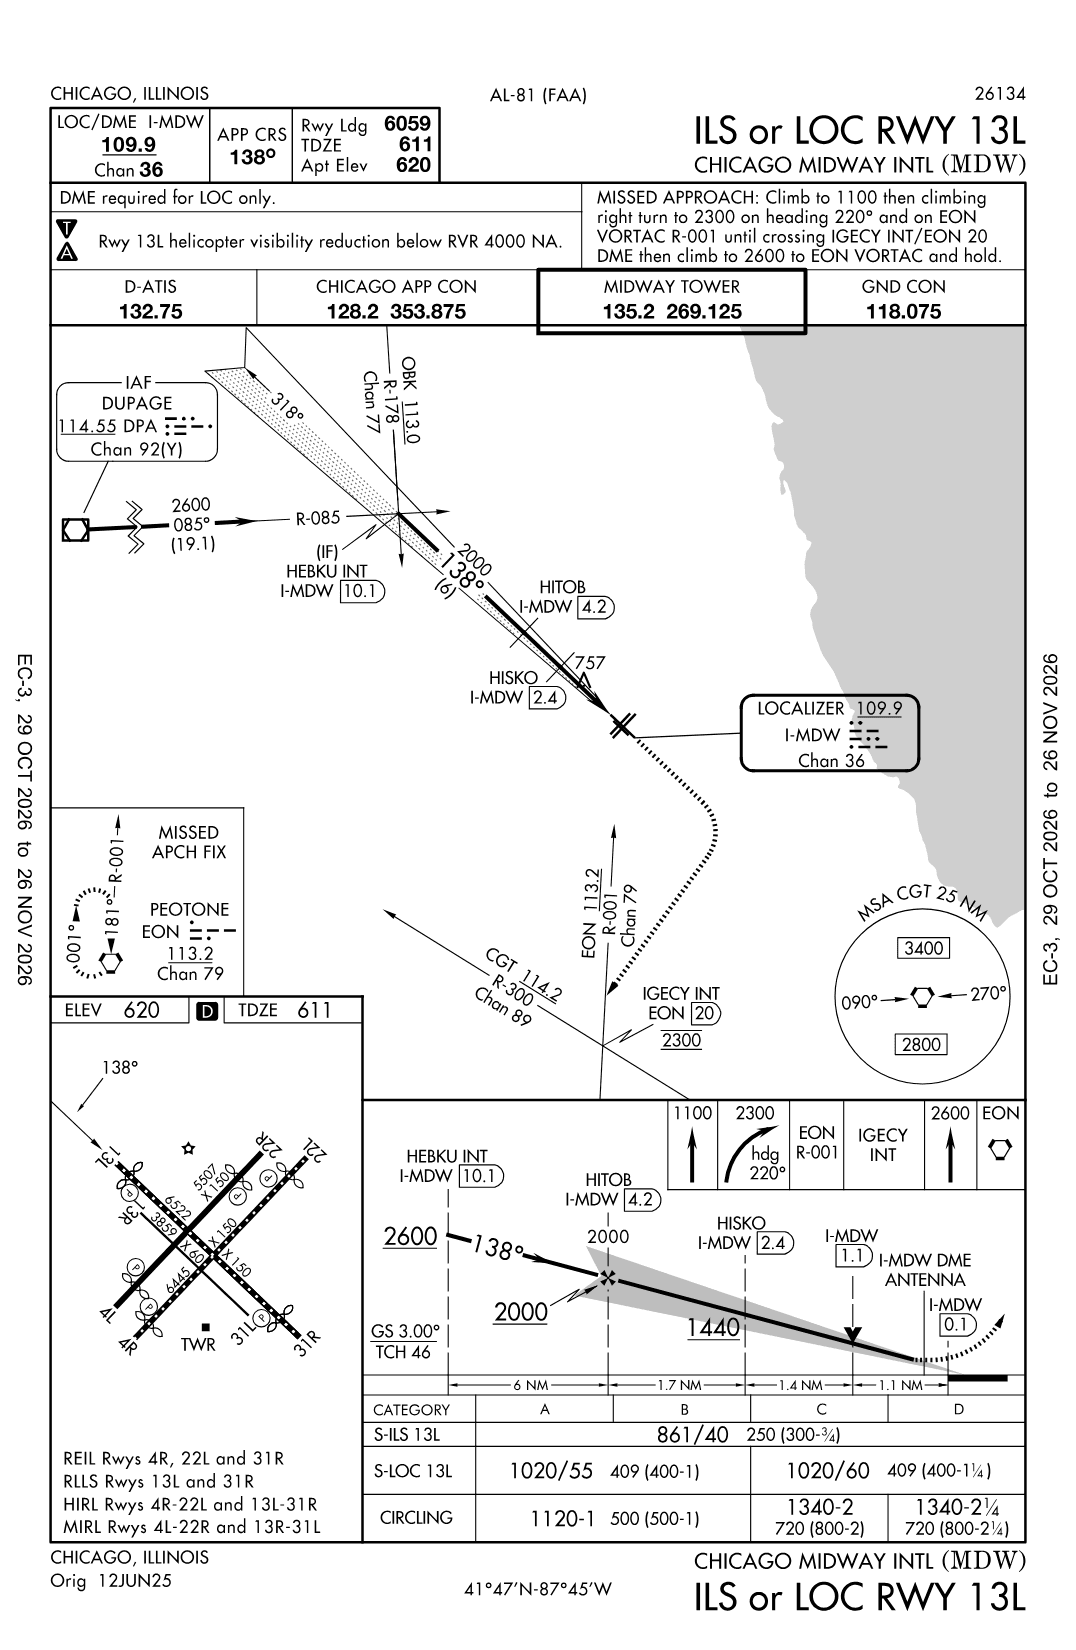 CHICAGO, ILLINOIS
AL-81 (FAA)
26134
LOC/DME I-MDW
109.9
Chan 36
APP CRS
138°
Rwy Ldg 6059
TDZE 611
Apt Elev 620
ILS or LOC RWY 13L
CHICAGO MIDWAY INTL (MDW)
DME required for LOC only.
T
A
Rwy 13L helicopter visibility reduction below RVR 4000 NA.
MISSED APPROACH: Climb to 1100 then climbing
right turn to 2300 on heading 220° and on EON
VORTAC R-001 until crossing IGECY INT/EON 20
DME then climb to 2600 to EON VORTAC and hold.
D-ATIS
132.75
CHICAGO APP CON
128.2 353.875
MIDWAY TOWER
135.2 269.125
GND CON
118.075
IAF
DUPAGE
114.55 DPA
Chan 92(Y)
318°
OBK 113.0
R-178
Chan 77
2600
085°
(19.1)
R-085
(IF)
HEBKU INT
I-MDW 10.1
2000
138°
(6)
HITOB
I-MDW 4.2
757
HISKO
I-MDW 2.4
LOCALIZER 109.9
I-MDW
Chan 36
EC-3, 29 OCT 2026 to 26 NOV 2026
EC-3, 29 OCT 2026 to 26 NOV 2026
MISSED
APCH FIX
R-001
181°
001°
PEOTONE
EON
113.2
Chan 79
EON 113.2
R-001
Chan 79
CGT 114.2
R-300
Chan 89
IGECY INT
EON 20
2300
MSA CGT 25 NM
3400
090°
270°
2800
ELEV 620
D
TDZE 611
138°
13L
22R
22L
13R
5507 X 1500
6522 X 150
3859 X 60
6445 X 150
P
P
P
P
P
P
4L
4R
TWR
31L
31R
REIL Rwys 4R, 22L and 31R
RLLS Rwys 13L and 31R
HIRL Rwys 4R-22L and 13L-31R
MIRL Rwys 4L-22R and 13R-31L
1100
2300
hdg
220°
EON
R-001
IGECY
INT
2600
EON
HEBKU INT
I-MDW 10.1
HITOB
I-MDW 4.2
HISKO
I-MDW 2.4
I-MDW
1.1
I-MDW DME
ANTENNA
I-MDW
0.1
2600
138°
2000
2000
1440
GS 3.00°
TCH 46
6 NM
1.7 NM
1.4 NM
1.1 NM
CATEGORY A B C D
S-ILS 13L 861/40 250 (300-¾)
S-LOC 13L 1020/55 409 (400-1) 1020/60 409 (400-1¼)
CIRCLING 1120-1 500 (500-1) 1340-2 720 (800-2) 1340-2¼ 720 (800-2¼)
CHICAGO, ILLINOIS
Orig 12JUN25
41°47'N-87°45'W
CHICAGO MIDWAY INTL (MDW)
ILS or LOC RWY 13L